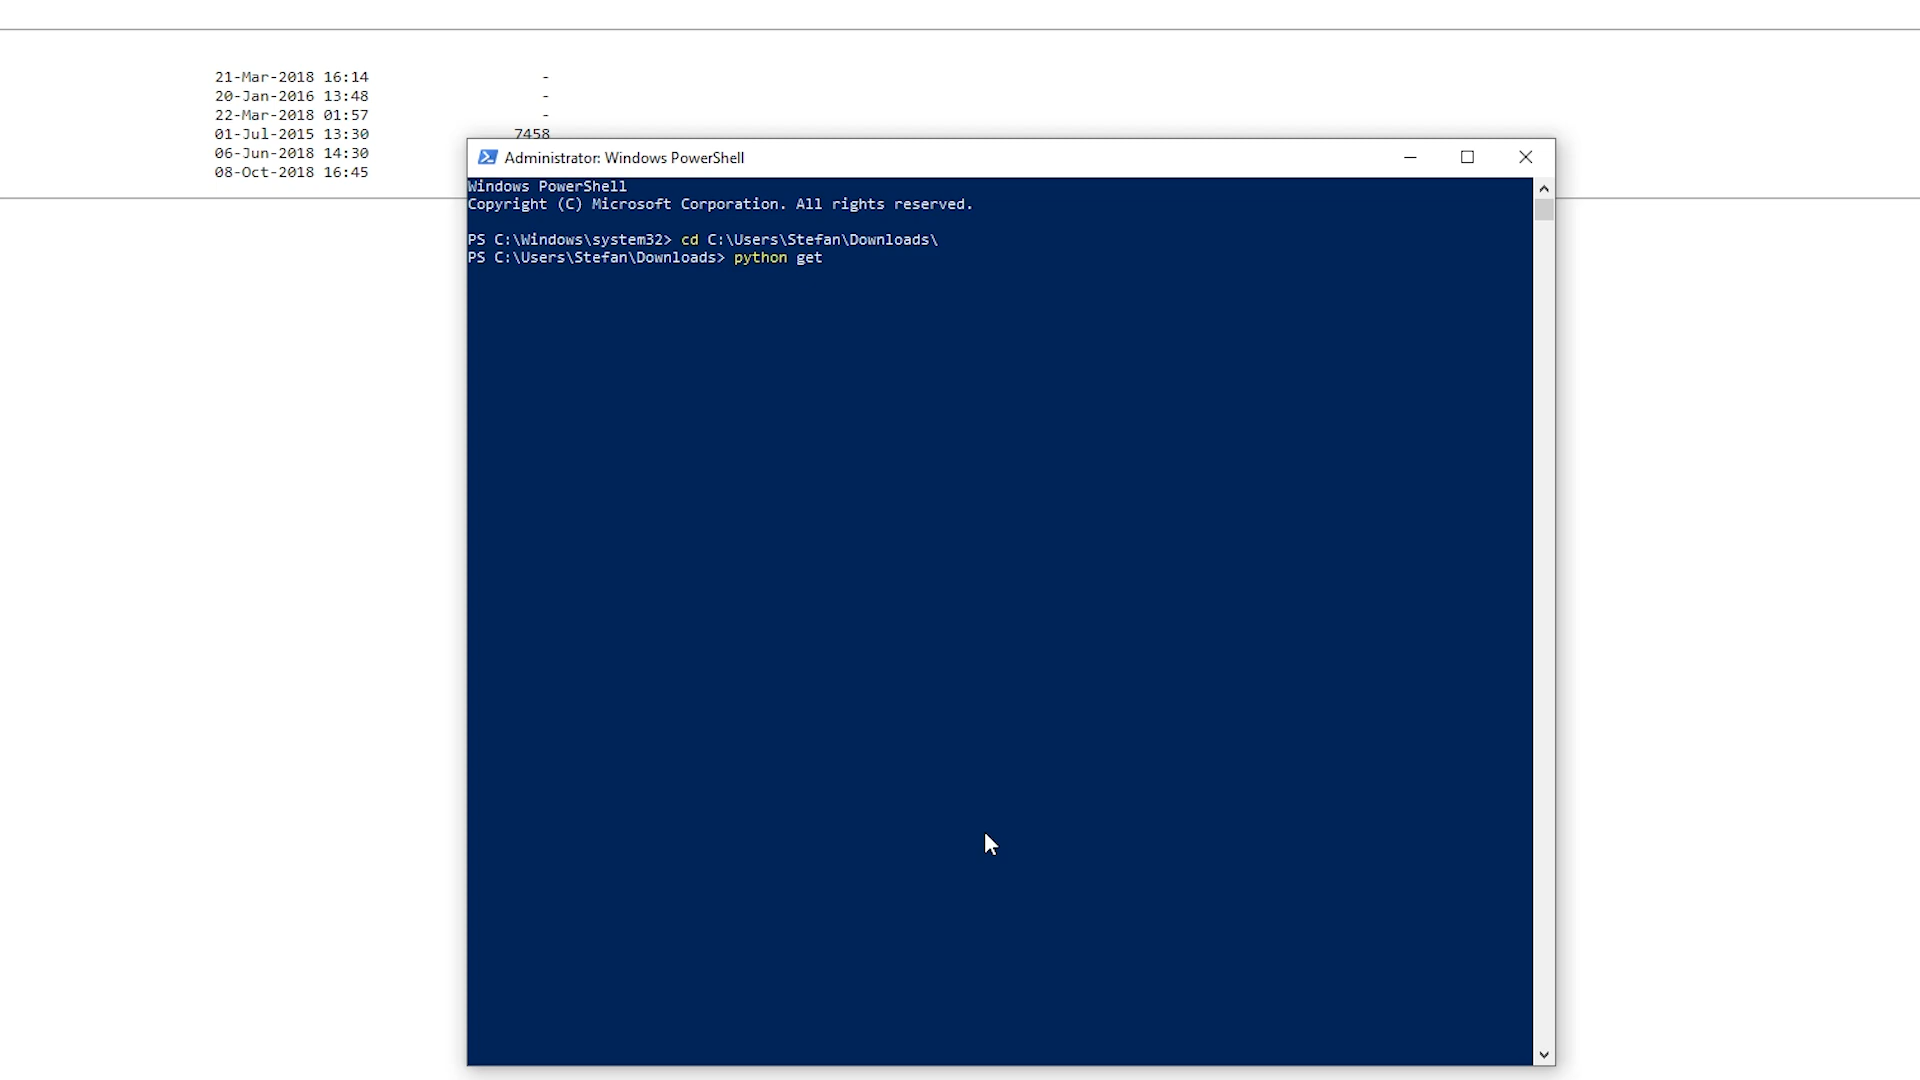 21-Mar-2018 16:14 -
20-Jan-2016 13:48 -
22-Mar-2018 01:57 -
01-Jul-2015 13:30 7458
06-Jun-2018 14:30
08-Oct-2018 16:45
Administrator: Windows PowerShell
Windows PowerShell
Copyright (C) Microsoft Corporation. All rights reserved.
PS C:\Windows\system32> cd C:\Users\Stefan\Downloads\
PS C:\Users\Stefan\Downloads> python get